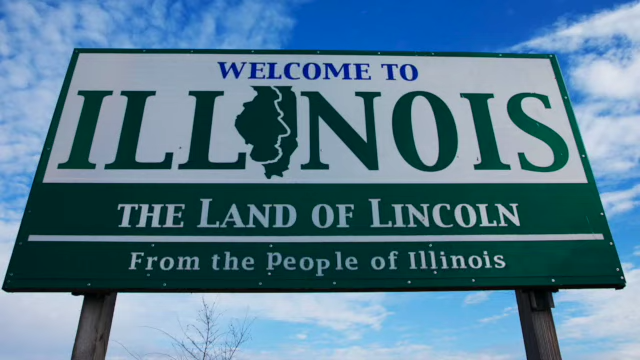 WELCOME TO
ILLINOIS
THE LAND OF LINCOLN
From the People of Illinois